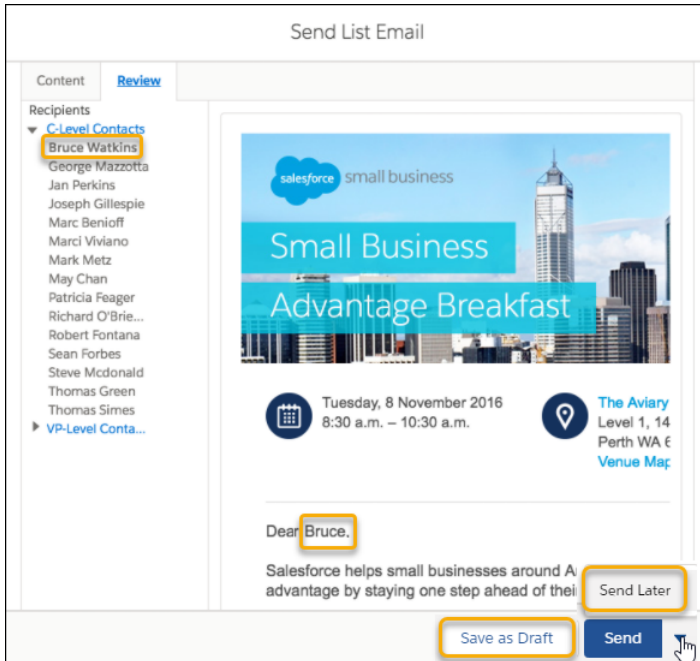 Send List Email
Content
Review
Recipients
C-Level Contacts
Bruce Watkins
George Mazzotta
Jan Perkins
Joseph Gillespie
Marc Benioff
Marci Viviano
Mark Metz
May Chan
Patricia Feager
Richard O'Brie...
Robert Fontana
Sean Forbes
Steve Mcdonald
Thomas Green
Thomas Simes
VP-Level Conta...
salesforce small business
Small Business
Advantage Breakfast
Tuesday, 8 November 2016
8:30 a.m. – 10:30 a.m.
The Aviary
Level 1, 14
Perth WA 6
Venue Map
Dear Bruce,
Salesforce helps small businesses around
advantage by staying one step ahead of thei
Send Later
Save as Draft
Send